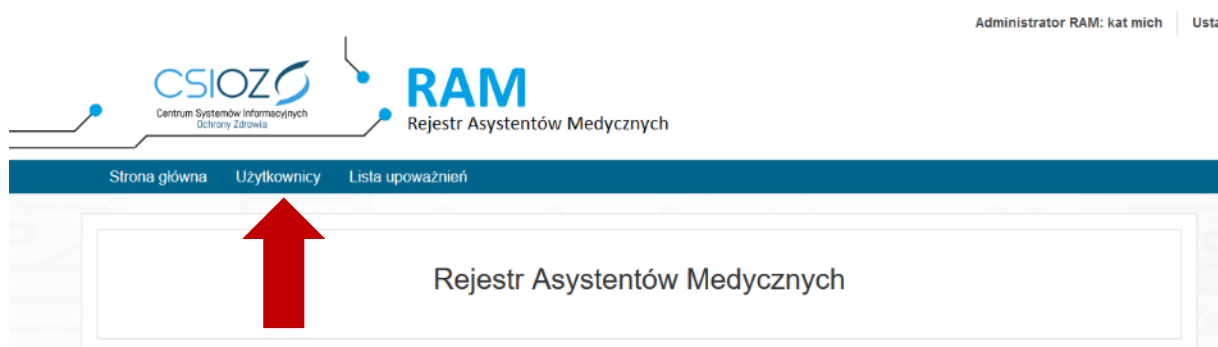 Administrator RAM: kat mich
CSIOZ
Centrum Systemów Informacyjnych
Ochrony Zdrowia
RAM
Rejestr Asystentów Medycznych
Strona główna Użytkownicy Lista upoważnień
Rejestr Asystentów Medycznych